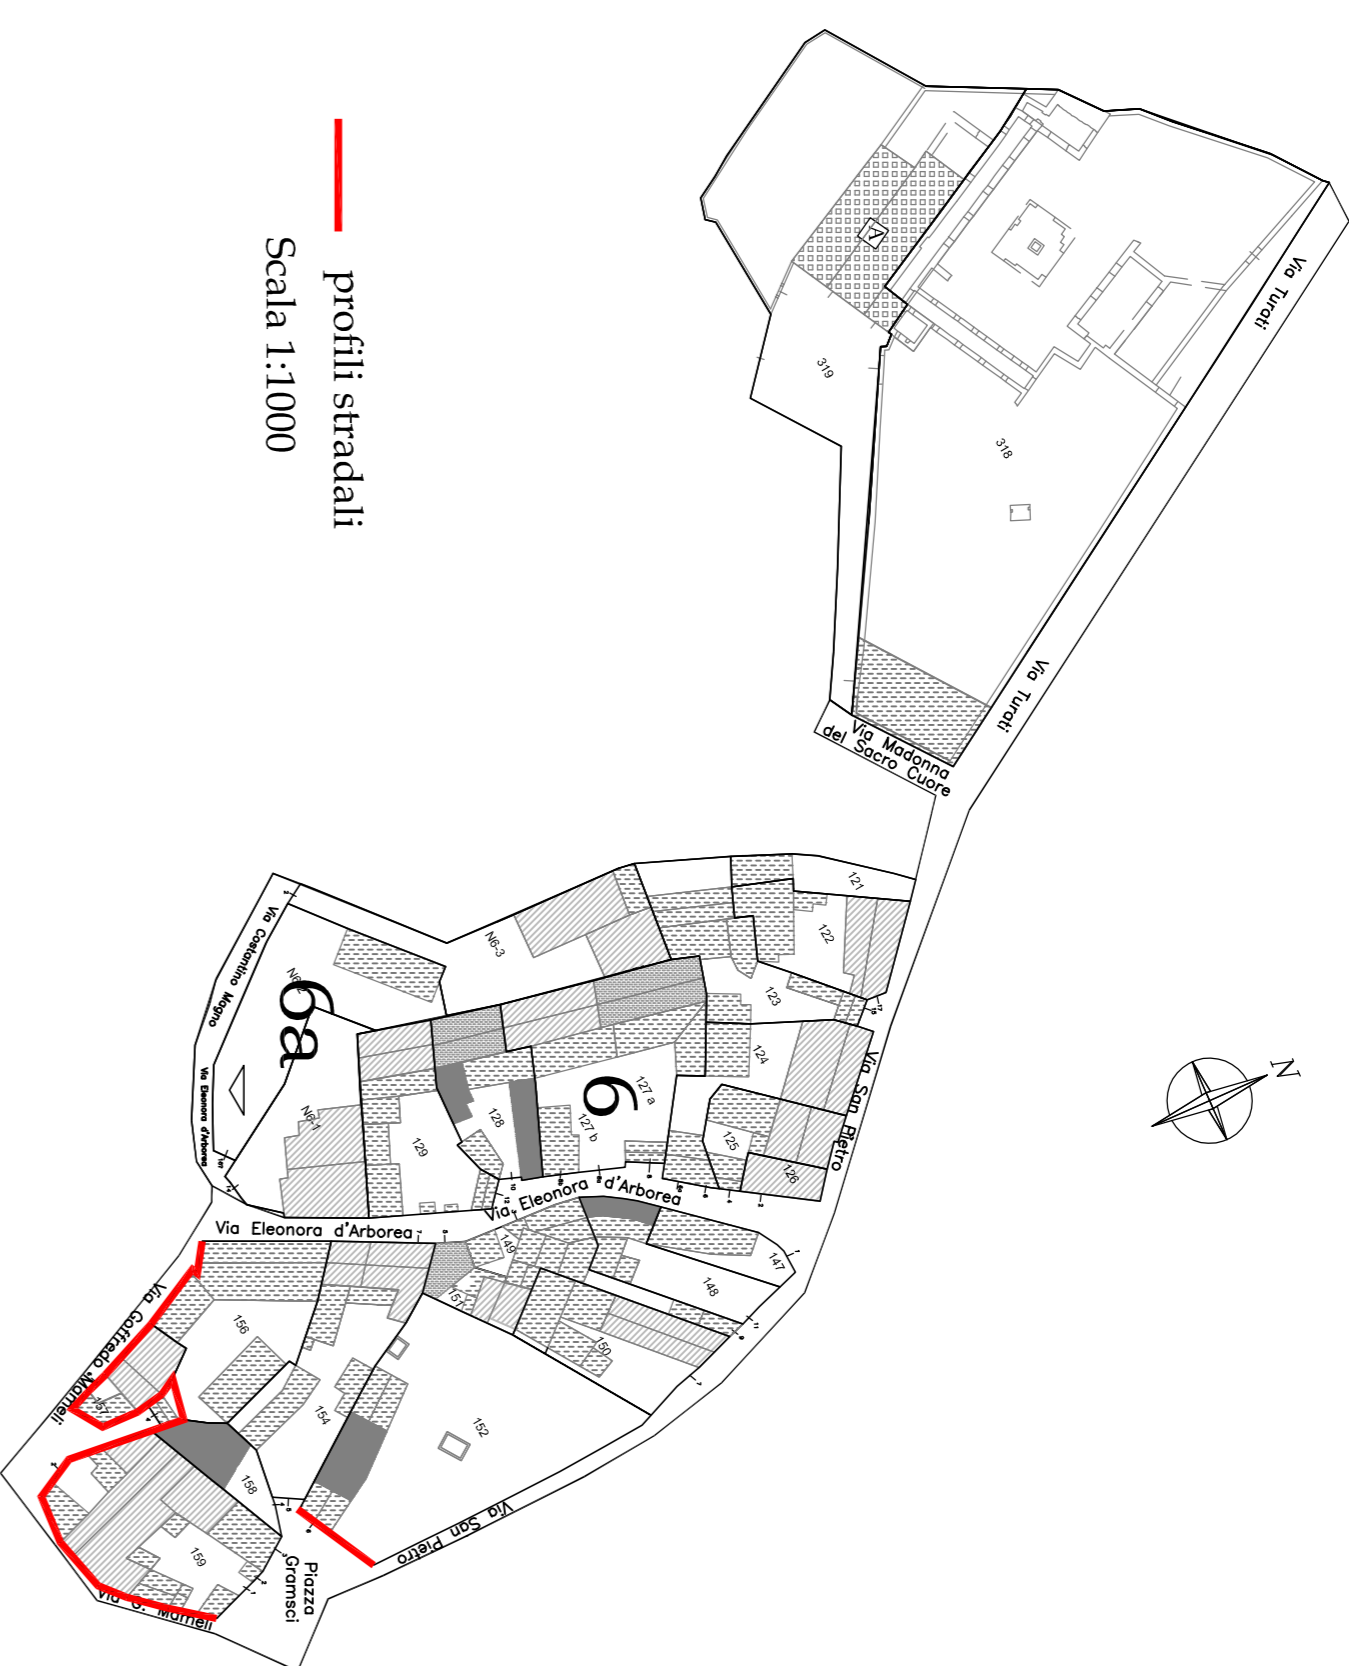 profili stradali
Scala 1:1000
Via Turati
A
319
318
Via Turati
Via Madonna
del Sacro Cuore
121
122
N6-3
123
Via Costantino Magno
6a
124
Via San Pietro
6
127 a
127 b
128
125
126
N6-1
129
Via Eleonora d'Arborea
Via Eleonora d'Arborea
Via Eleonora d'Arborea
149
147
148
151
150
Via Goffredo Mameli
156
157
154
152
158
159
Via San Pietro
Piazza
Gramsci
Via G. Mameli
N